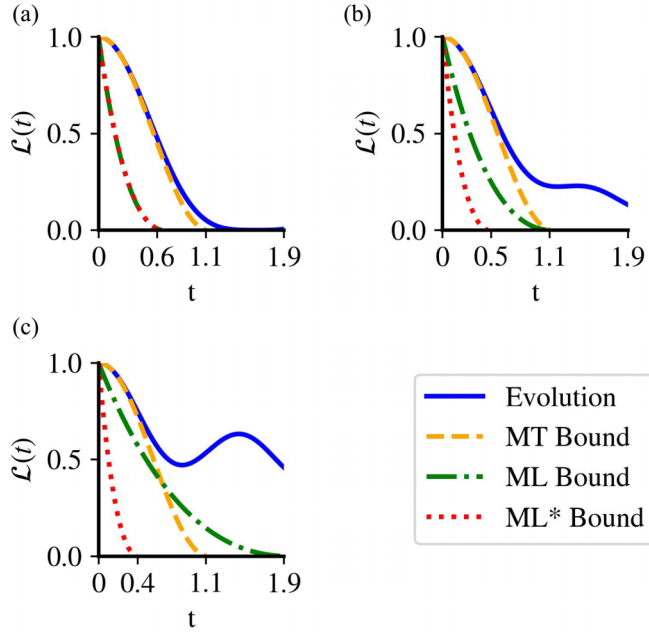 (a)
1.0
0.5
0.0
ℒ(t)
0 0.6 1.1 1.9
t
(b)
1.0
0.5
0.0
ℒ(t)
0 0.5 1.1 1.9
t
(c)
1.0
0.5
0.0
ℒ(t)
0 0.4 1.1 1.9
t
Evolution
MT Bound
ML Bound
ML* Bound